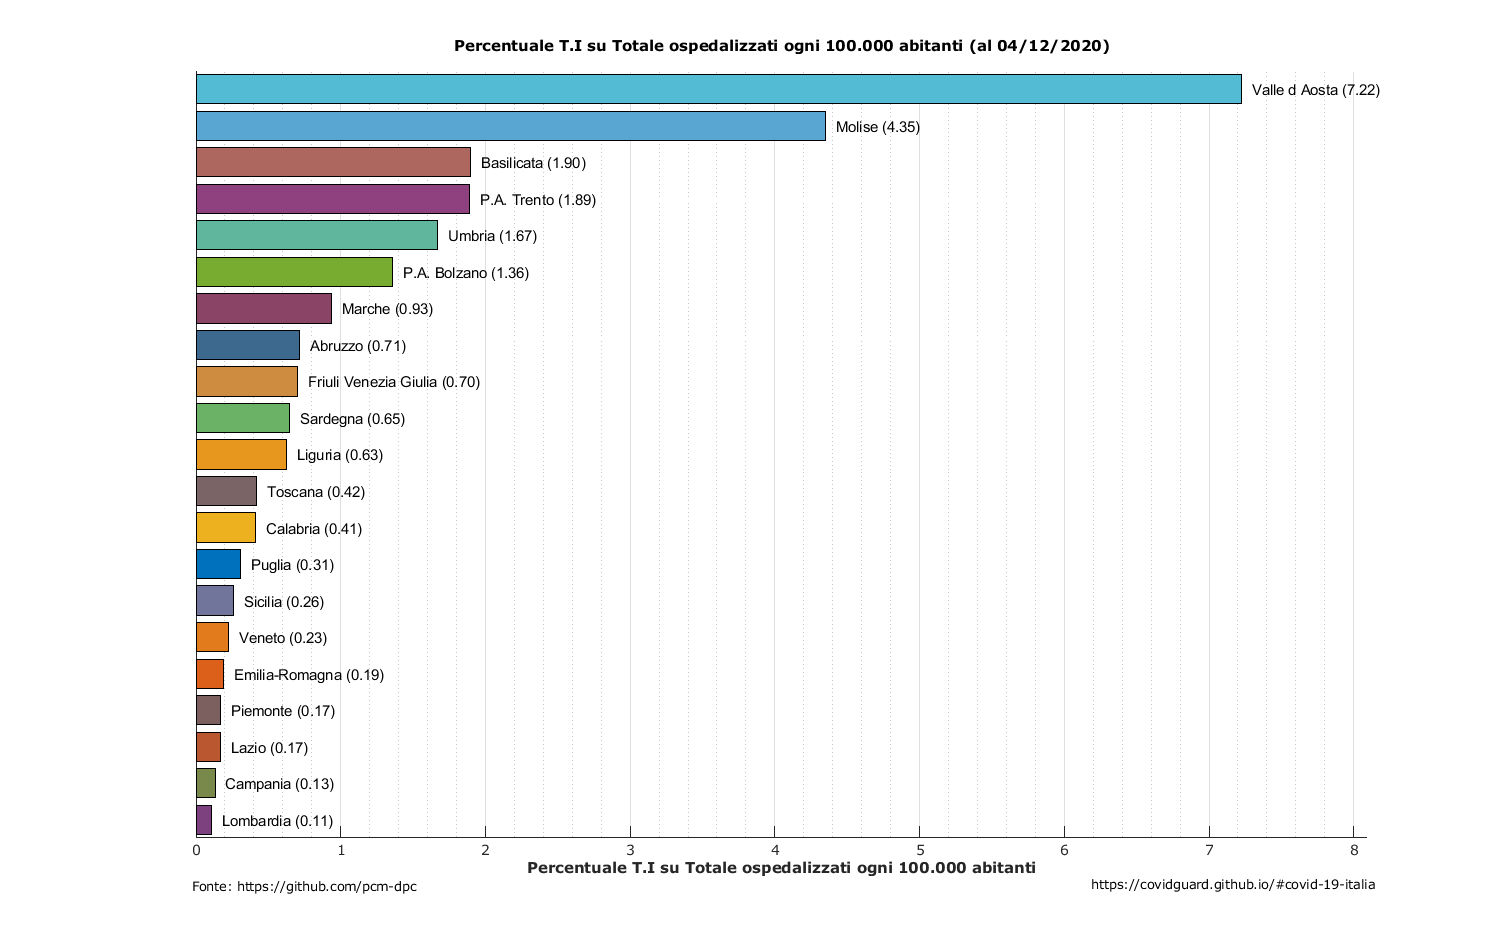 Percentuale T.I su Totale ospedalizzati ogni 100.000 abitanti (al 04/12/2020)
Valle d Aosta (7.22)
Molise (4.35)
Basilicata (1.90)
P.A. Trento (1.89)
Umbria (1.67)
P.A. Bolzano (1.36)
Marche (0.93)
Abruzzo (0.71)
Friuli Venezia Giulia (0.70)
Sardegna (0.65)
Liguria (0.63)
Toscana (0.42)
Calabria (0.41)
Puglia (0.31)
Sicilia (0.26)
Veneto (0.23)
Emilia-Romagna (0.19)
Piemonte (0.17)
Lazio (0.17)
Campania (0.13)
Lombardia (0.11)
0 1 2 3 4 5 6 7 8
Percentuale T.I su Totale ospedalizzati ogni 100.000 abitanti
Fonte: https://github.com/pcm-dpc
https://covidguard.github.io/#covid-19-italia